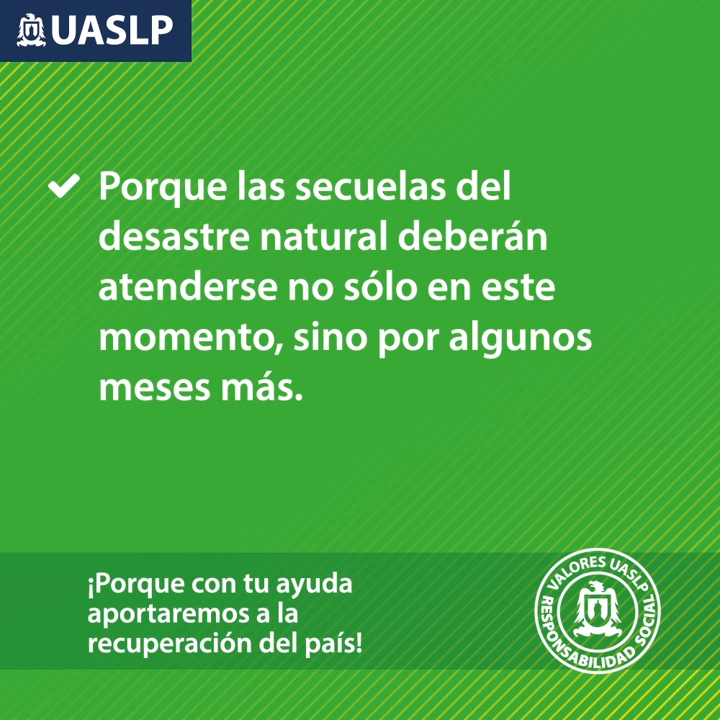 UASLP
Porque las secuelas del
desastre natural deberán
atenderse no sólo en este
momento, sino por algunos
meses más.
¡Porque con tu ayuda
aportaremos a la
recuperación del país!
VALORES UASLP
RESPONSABILIDAD SOCIAL